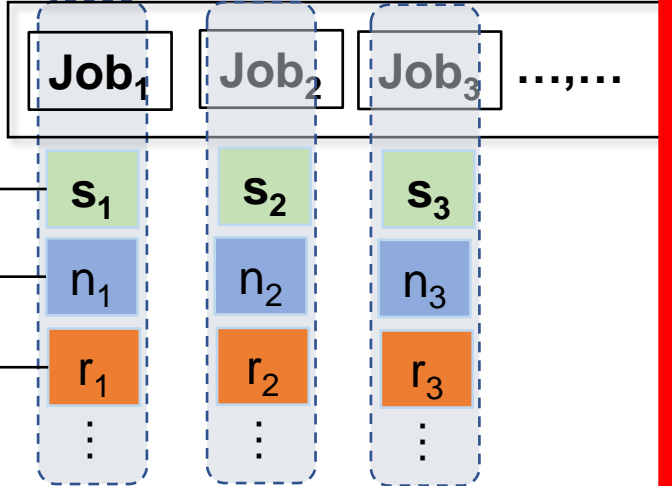 Job₁ Job₂ Job₃ ...,...
s₁ s₂ s₃
n₁ n₂ n₃
r₁ r₂ r₃
⋮ ⋮ ⋮